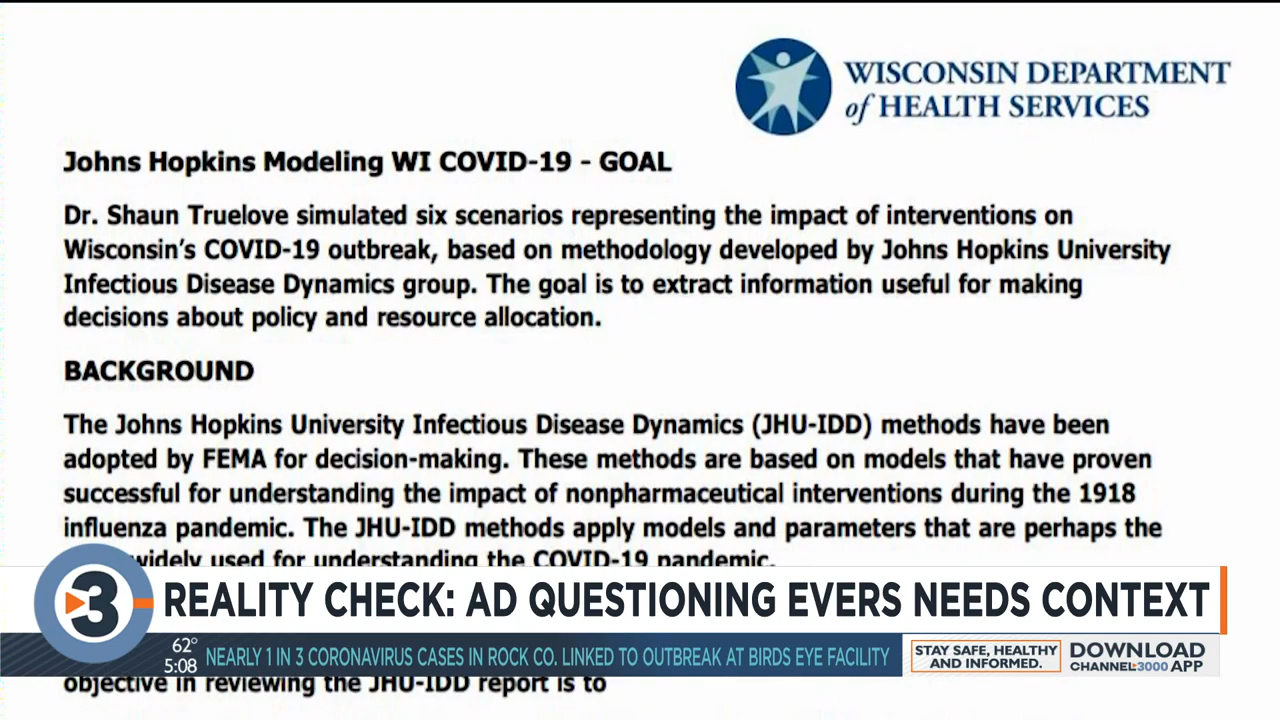 WISCONSIN DEPARTMENT
of HEALTH SERVICES
Johns Hopkins Modeling WI COVID-19 - GOAL
Dr. Shaun Truelove simulated six scenarios representing the impact of interventions on
Wisconsin's COVID-19 outbreak, based on methodology developed by Johns Hopkins University
Infectious Disease Dynamics group. The goal is to extract information useful for making
decisions about policy and resource allocation.
BACKGROUND
The Johns Hopkins University Infectious Disease Dynamics (JHU-IDD) methods have been
adopted by FEMA for decision-making. These methods are based on models that have proven
successful for understanding the impact of nonpharmaceutical interventions during the 1918
influenza pandemic. The JHU-IDD methods apply models and parameters that are perhaps the
widely used for understanding the COVID-19 pandemic.
3
REALITY CHECK: AD QUESTIONING EVERS NEEDS CONTEXT
62°
5:08
NEARLY 1 IN 3 CORONAVIRUS CASES IN ROCK CO. LINKED TO OUTBREAK AT BIRDS EYE FACILITY
STAY SAFE, HEALTHY
AND INFORMED.
DOWNLOAD
CHANNEL3000 APP
objective in reviewing the JHU-IDD report is to